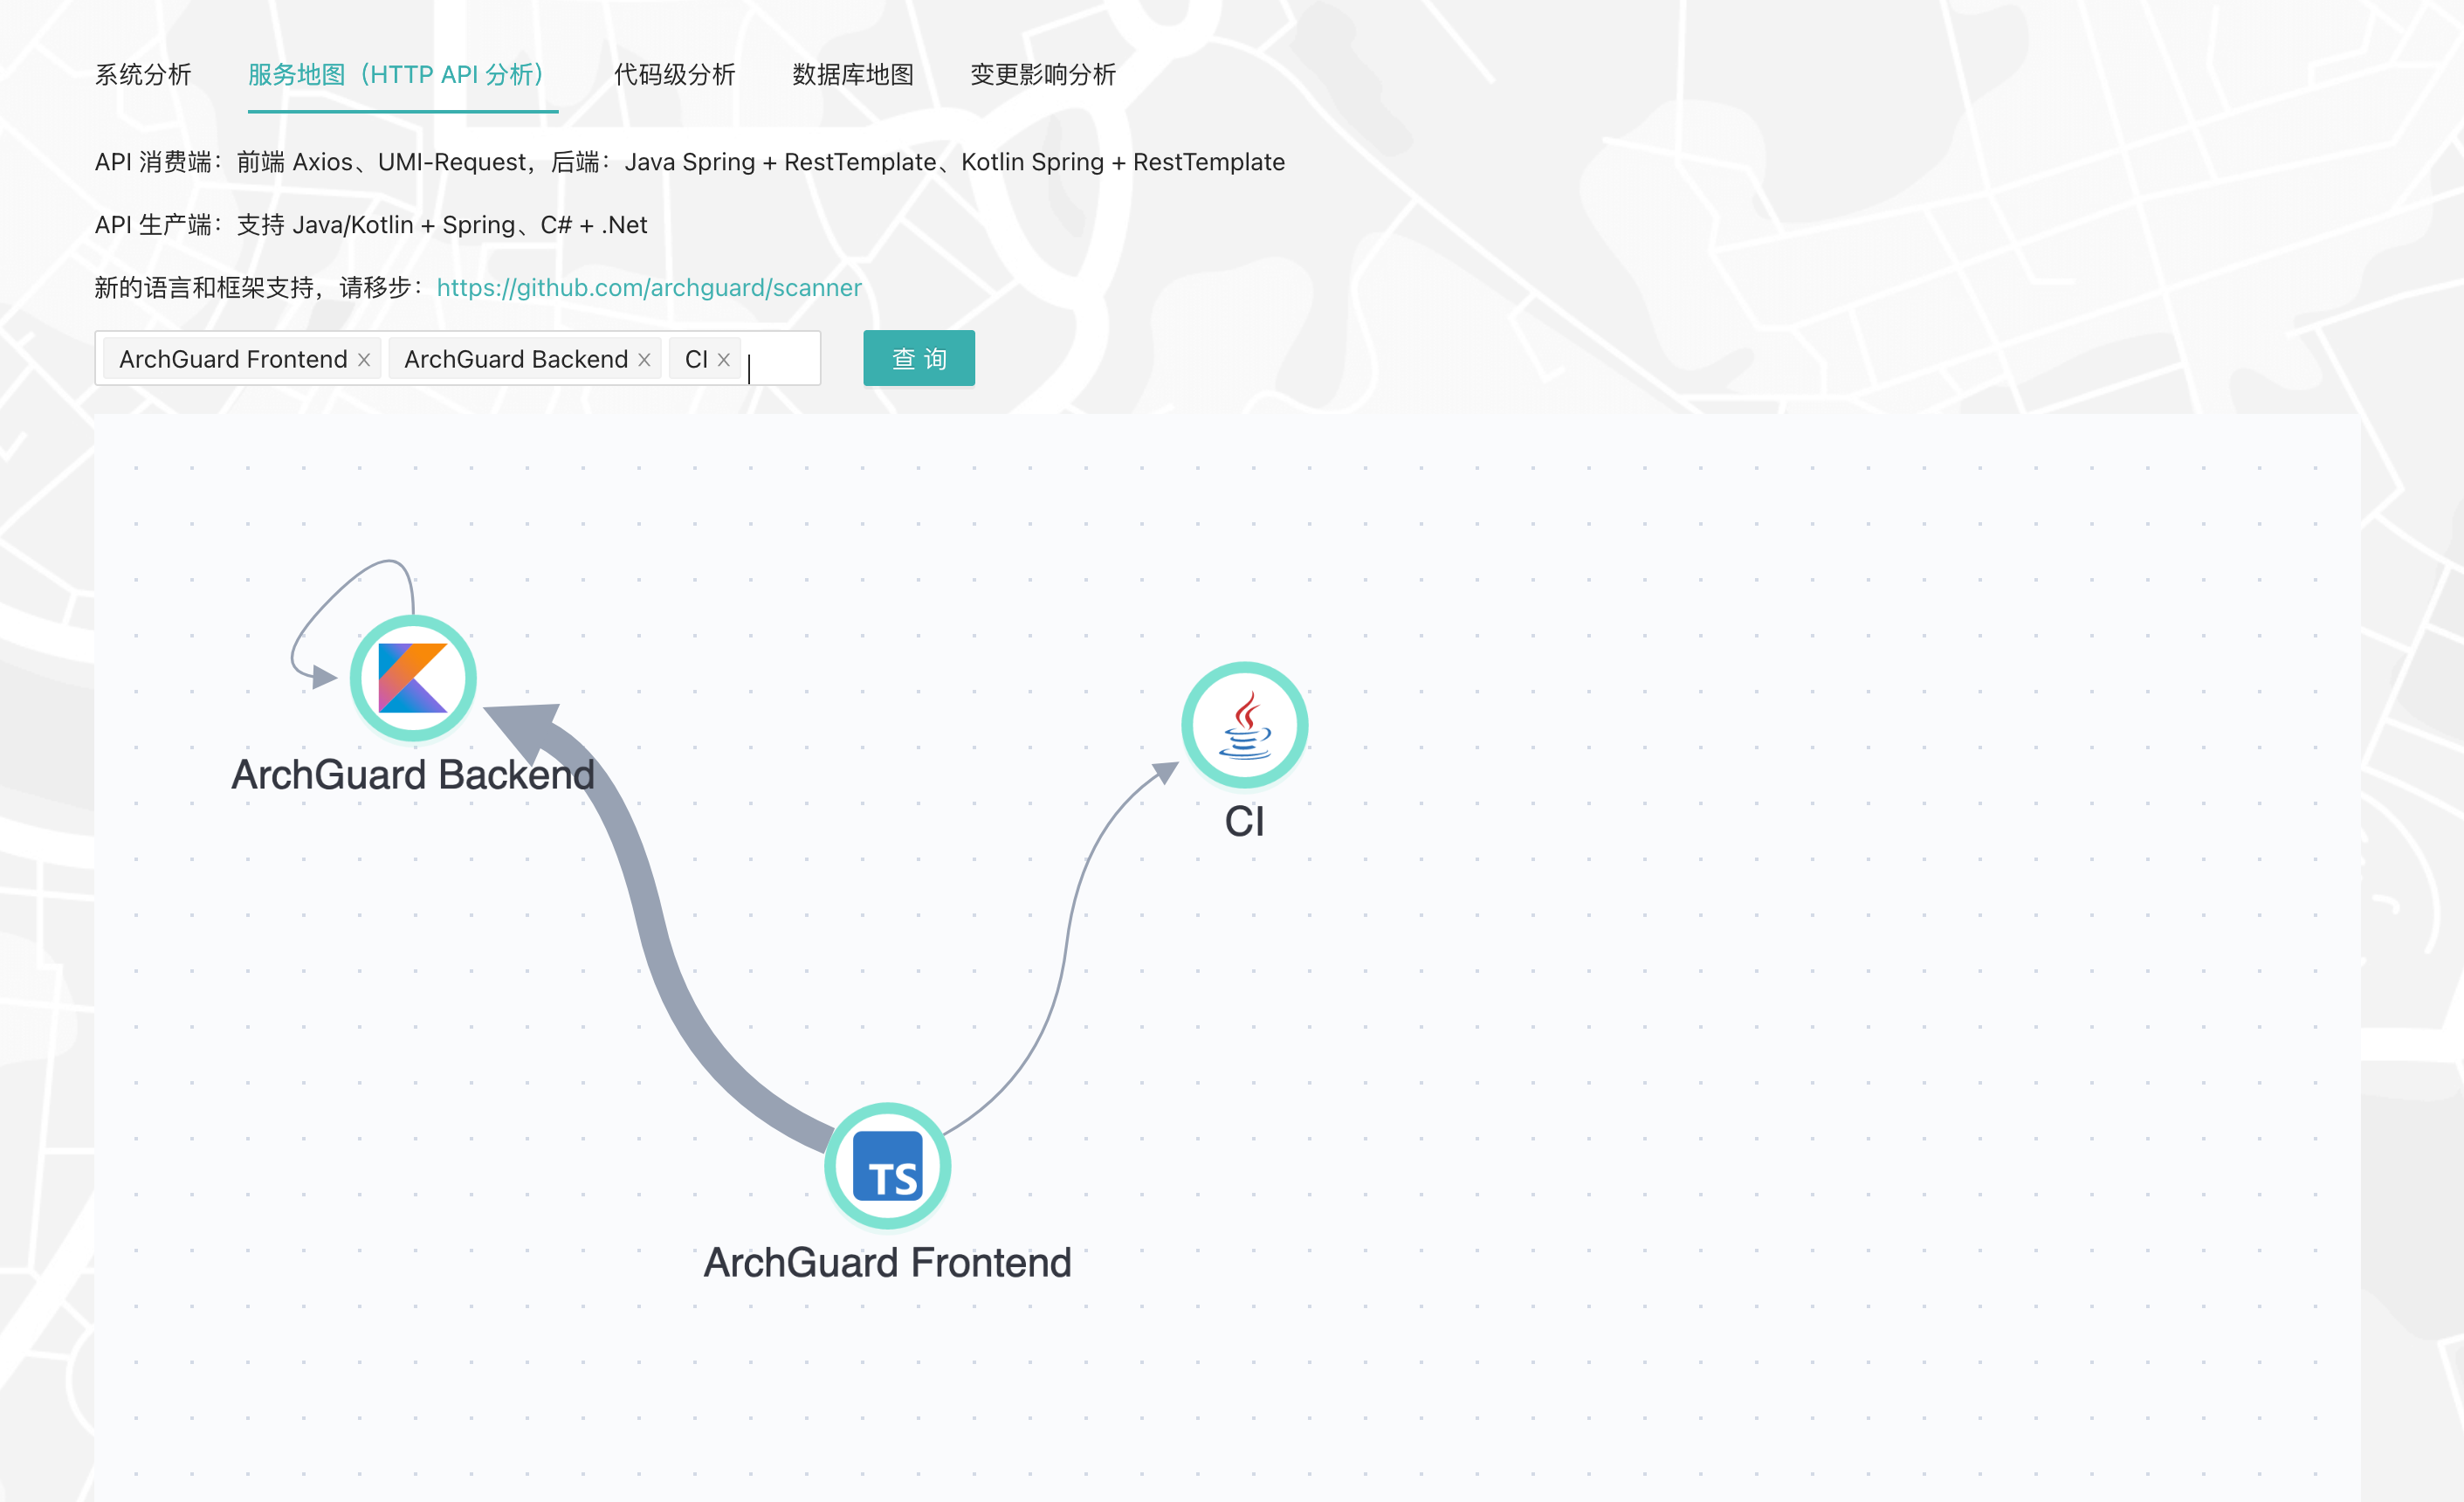 系统分析 服务地图（HTTP API 分析） 代码级分析 数据库地图 变更影响分析
API 消费端：前端 Axios、UMI-Request，后端：Java Spring + RestTemplate、Kotlin Spring + RestTemplate
API 生产端：支持 Java/Kotlin + Spring、C# + .Net
新的语言和框架支持，请移步：https://github.com/archguard/scanner
ArchGuard Frontend × ArchGuard Backend × CI × 查 询
ArchGuard Backend
CI
TS
ArchGuard Frontend